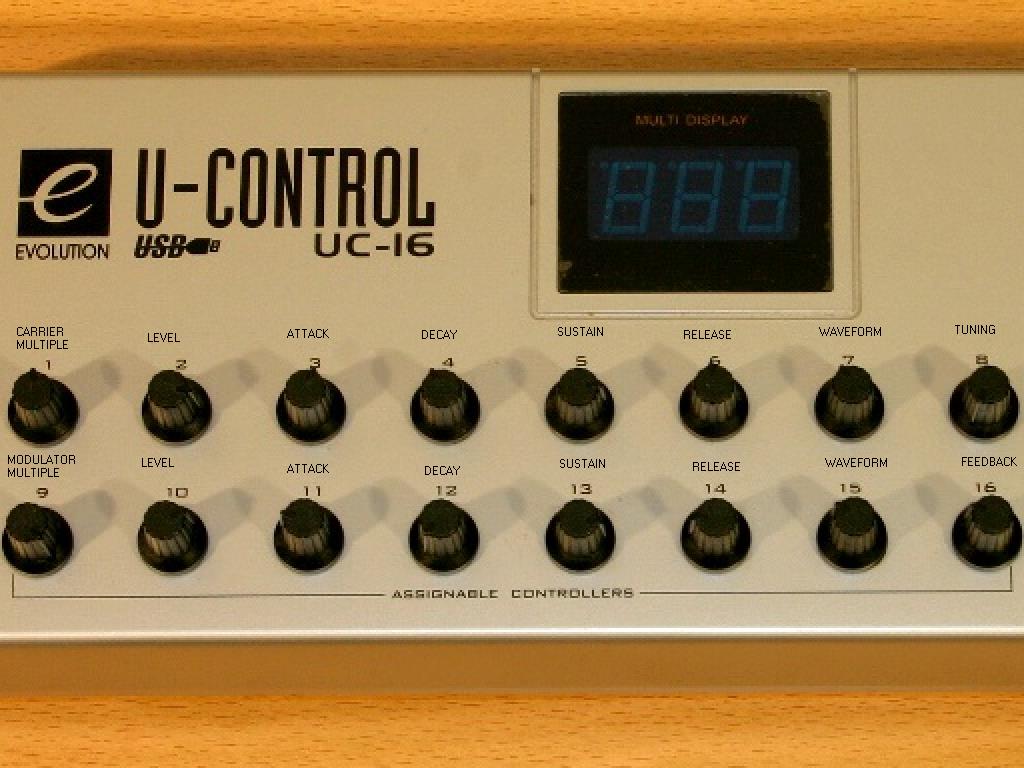 MULTI DISPLAY
888
e
U-CONTROL
EVOLUTION
USB
UC-16
CARRIER
MULTIPLE
LEVEL
ATTACK
DECAY
SUSTAIN
RELEASE
WAVEFORM
TUNING
1 2 3 4 5 6 7 8
MODULATOR
MULTIPLE
LEVEL
ATTACK
DECAY
SUSTAIN
RELEASE
WAVEFORM
FEEDBACK
9 10 11 12 13 14 15 16
ASSIGNABLE CONTROLLERS